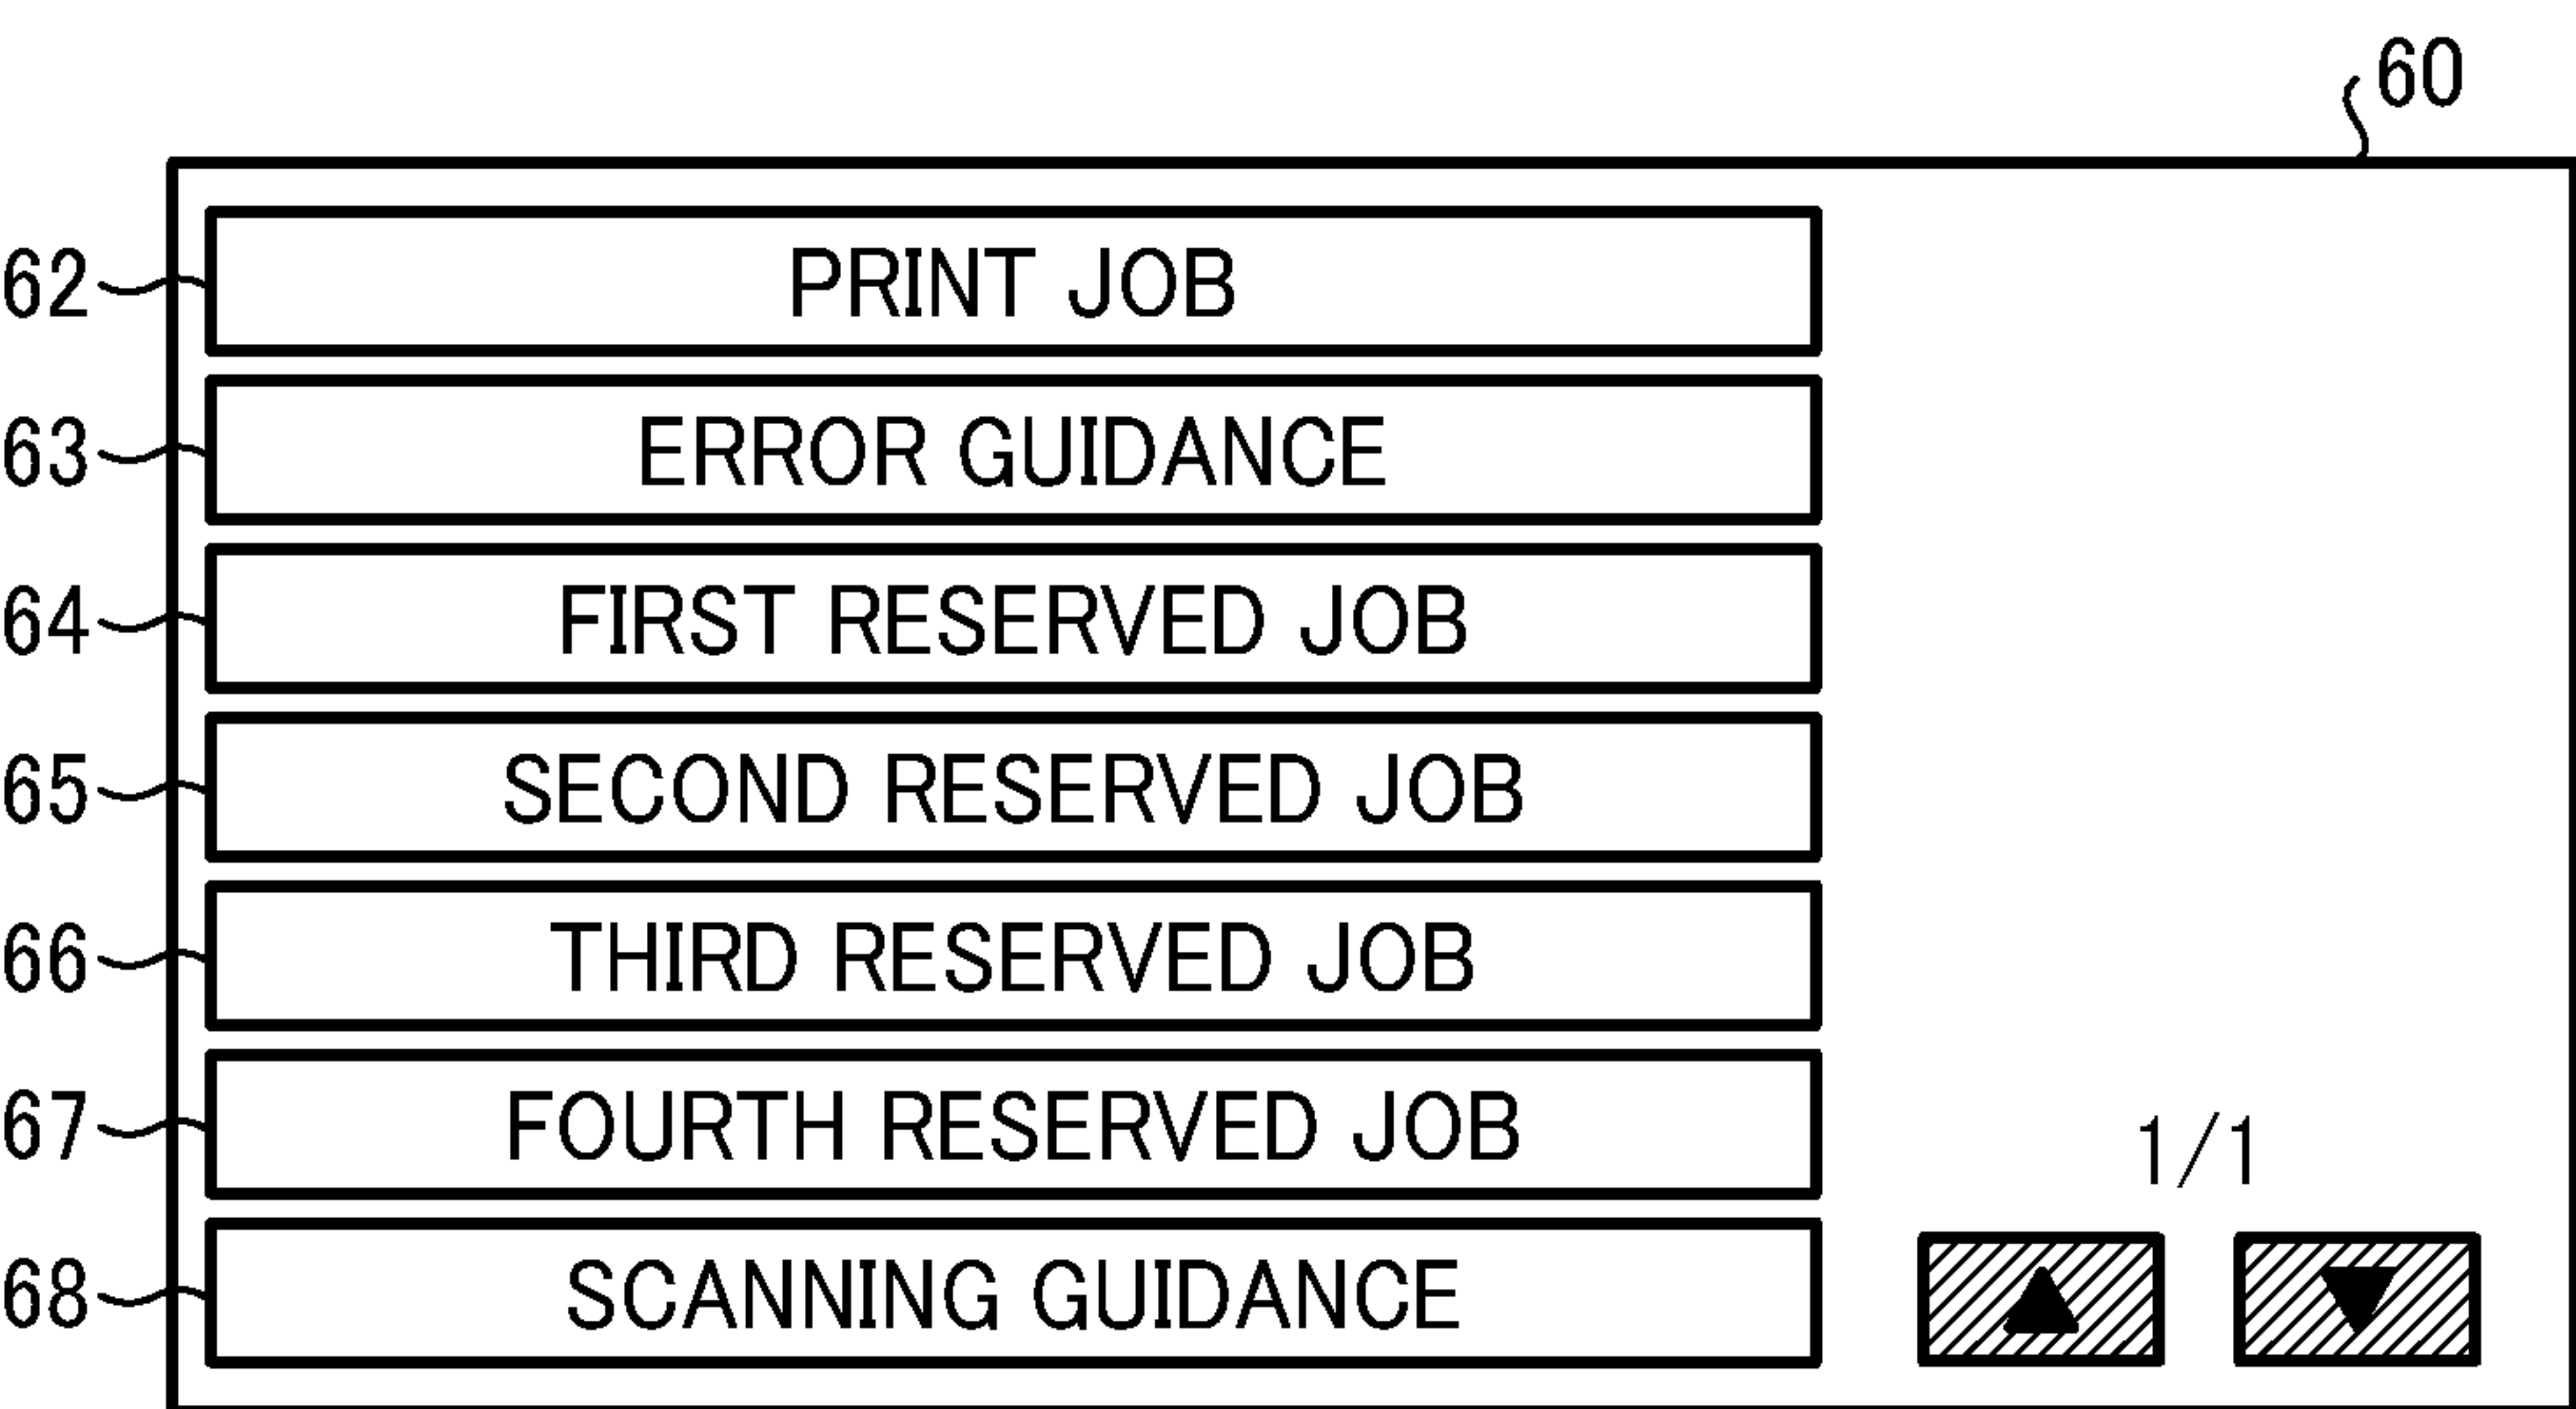 60
62 PRINT JOB
63 ERROR GUIDANCE
64 FIRST RESERVED JOB
65 SECOND RESERVED JOB
66 THIRD RESERVED JOB
67 FOURTH RESERVED JOB
1/1
68 SCANNING GUIDANCE